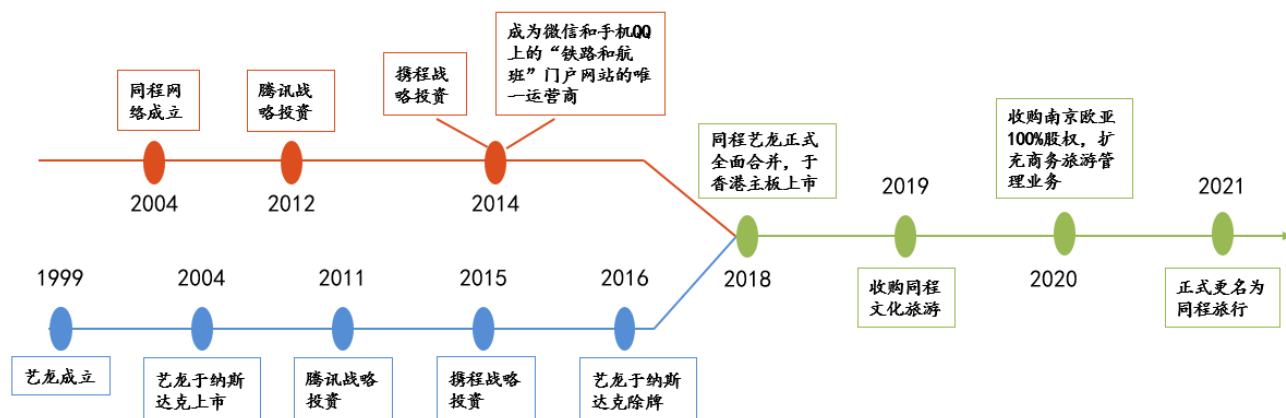 同程网
络成立
2004
腾讯战
略投资
2012
携程战
略投资
成为微信和手机QQ
上的“铁路和航
班”门户网站的唯
一运营商
2014
1999
艺龙成立
2004
艺龙于纳斯
达克上市
2011
腾讯战略
投资
2015
携程战略
投资
2016
艺龙于纳斯
达克除牌
同程艺龙正式
全面合并，于
香港主板上市
2018
2019
收购同程
文化旅游
收购南京欧亚
100%股权，扩
充商务旅游管
理业务
2020
2021
正式更名为
同程旅行